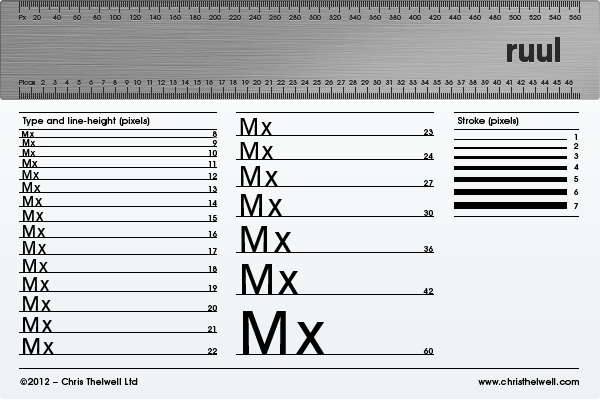 Px 20 40 60 80 100 120 140 160 180 200 220 240 260 280 300 320 340 360 380 400 420 440 460 480 500 520 540 560
ruul
Picas 2 3 4 5 6 7 8 9 10 11 12 13 14 15 16 17 18 19 20 21 22 23 24 25 26 27 28 29 30 31 32 33 34 35 36 37 38 39 40 41 42 43 44 45 46
Type and line-height (pixels)
Mx 8
Mx 9
Mx 10
Mx 11
Mx 12
Mx 13
Mx 14
Mx 15
Mx 16
Mx 17
Mx 18
Mx 19
Mx 20
Mx 21
Mx 22
Mx 23
Mx 24
Mx 27
Mx 30
Mx 36
Mx 42
Mx 60
Stroke (pixels)
1
2
3
4
5
6
7
©2012 – Chris Thelwell Ltd
www.christhelwell.com